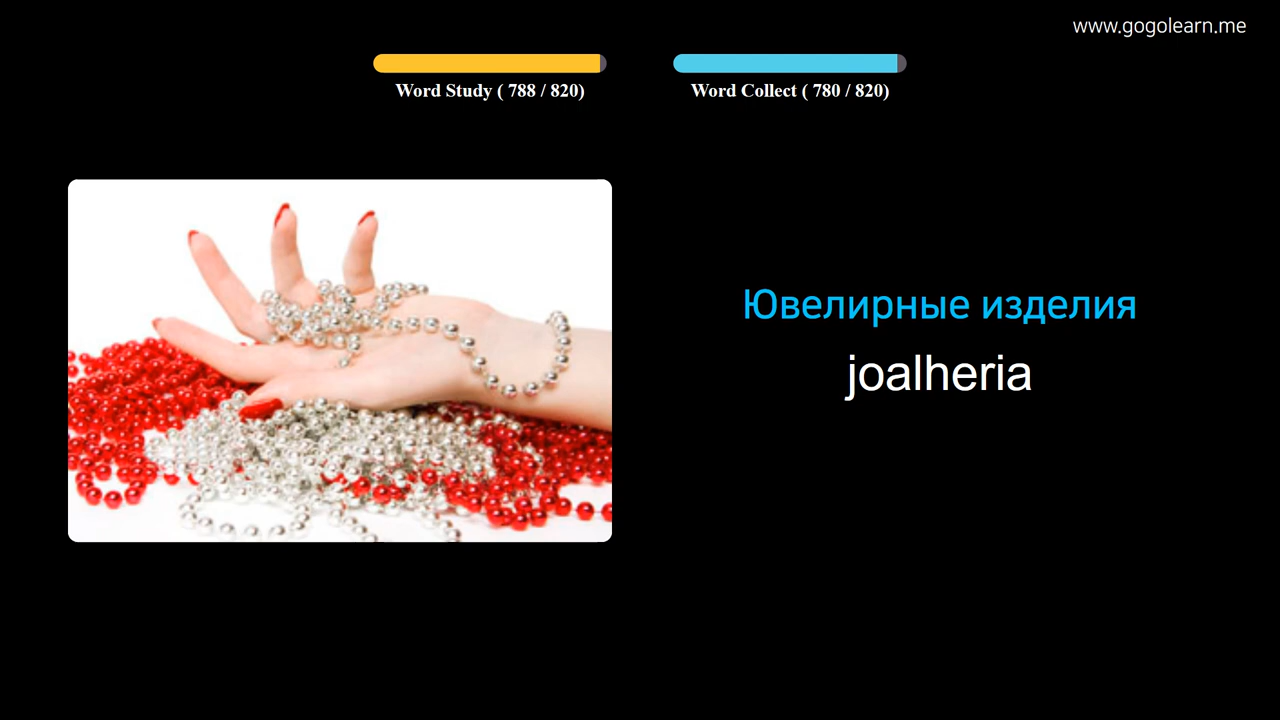 www.gogolearn.me
Word Study ( 788 / 820)
Word Collect ( 780 / 820)
Ювелирные изделия
joalheria